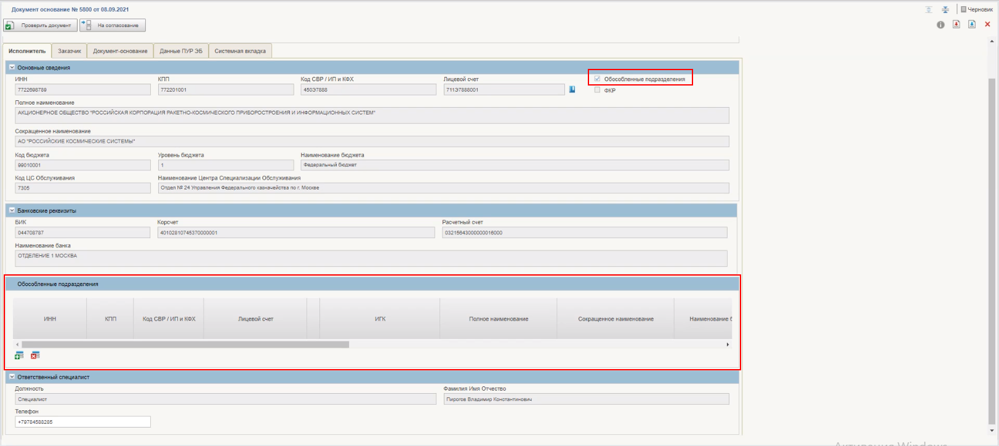 Документ основание № 5800 от 08.09.2021
Черновик
Проверить документ
На согласование
Исполнитель
Заказчик
Документ-основание
Данные ПУР ЭБ
Системная вкладка
Основные сведения
ИНН
КПП
Код СВР / ИП и КФХ
Лицевой счет
Обособленные подразделения
7722698789
772201001
450Э7888
711Э7888001
ФКР
Полное наименование
АКЦИОНЕРНОЕ ОБЩЕСТВО "РОССИЙСКАЯ КОРПОРАЦИЯ РАКЕТНО-КОСМИЧЕСКОГО ПРИБОРОСТРОЕНИЯ И ИНФОРМАЦИОННЫХ СИСТЕМ"
Сокращенное наименование
АО "РОССИЙСКИЕ КОСМИЧЕСКИЕ СИСТЕМЫ"
Код бюджета
Уровень бюджета
Наименование бюджета
99010001
1
Федеральный бюджет
Код ЦС Обслуживания
Наименование Центра Специализации Обслуживания
7305
Отдел № 24 Управления Федерального казначейства по г. Москве
Банковские реквизиты
БИК
Корсчет
Расчетный счет
044708787
40102810745370000001
03215643000000016000
Наименование банка
ОТДЕЛЕНИЕ 1 МОСКВА
Обособленные подразделения
ИНН
КПП
Код СВР / ИП и КФХ
Лицевой счет
ИГК
Полное наименование
Сокращенное наименование
Наименование б
Ответственный специалист
Должность
Фамилия Имя Отчество
Специалист
Пирогов Владимир Константинович
Телефон
+79784588285
Активация Windows